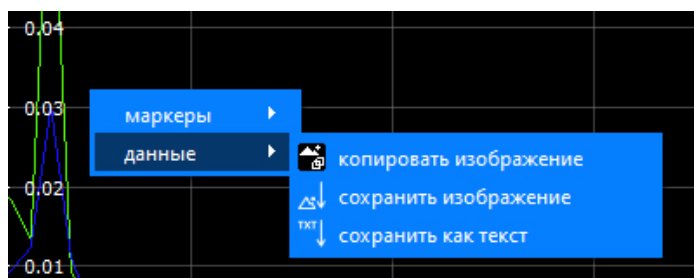 0.04
0.03
маркеры
данные
копировать изображение
0.02
сохранить изображение
TXT
сохранить как текст
0.01